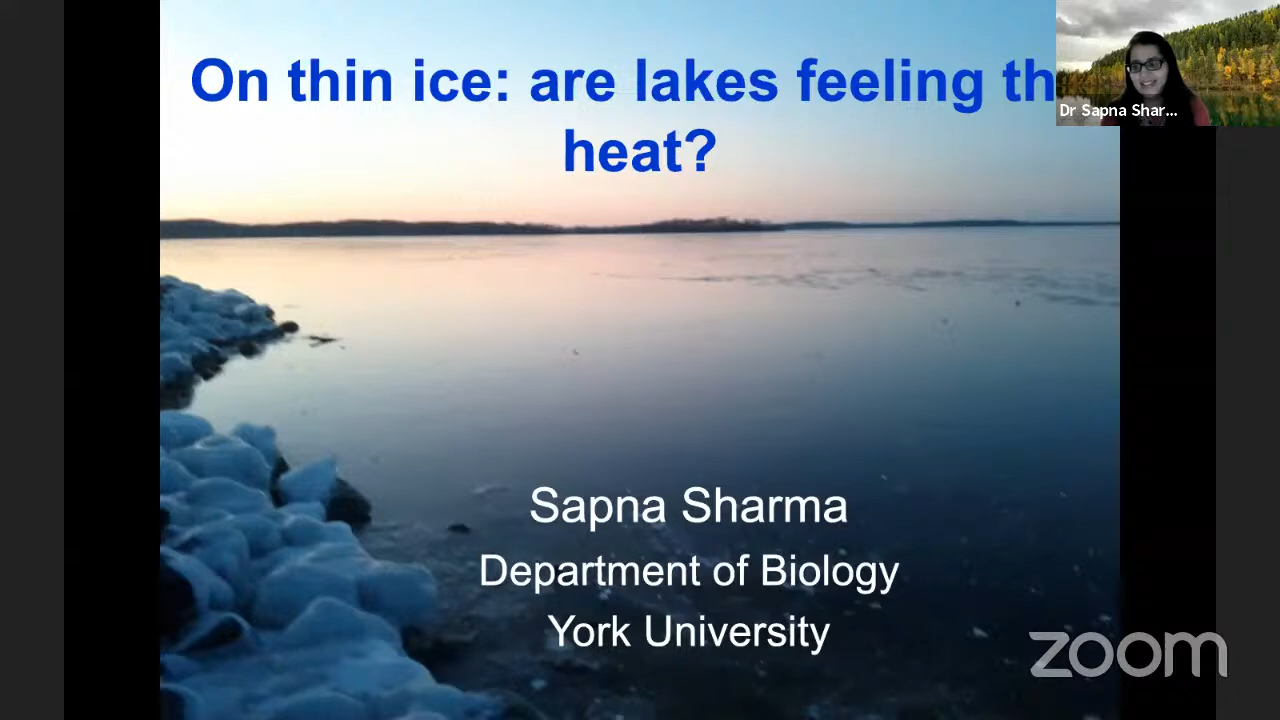 On thin ice: are lakes feeling th
heat?
Dr Sapna Shar...
Sapna Sharma
Department of Biology
York University
zoom